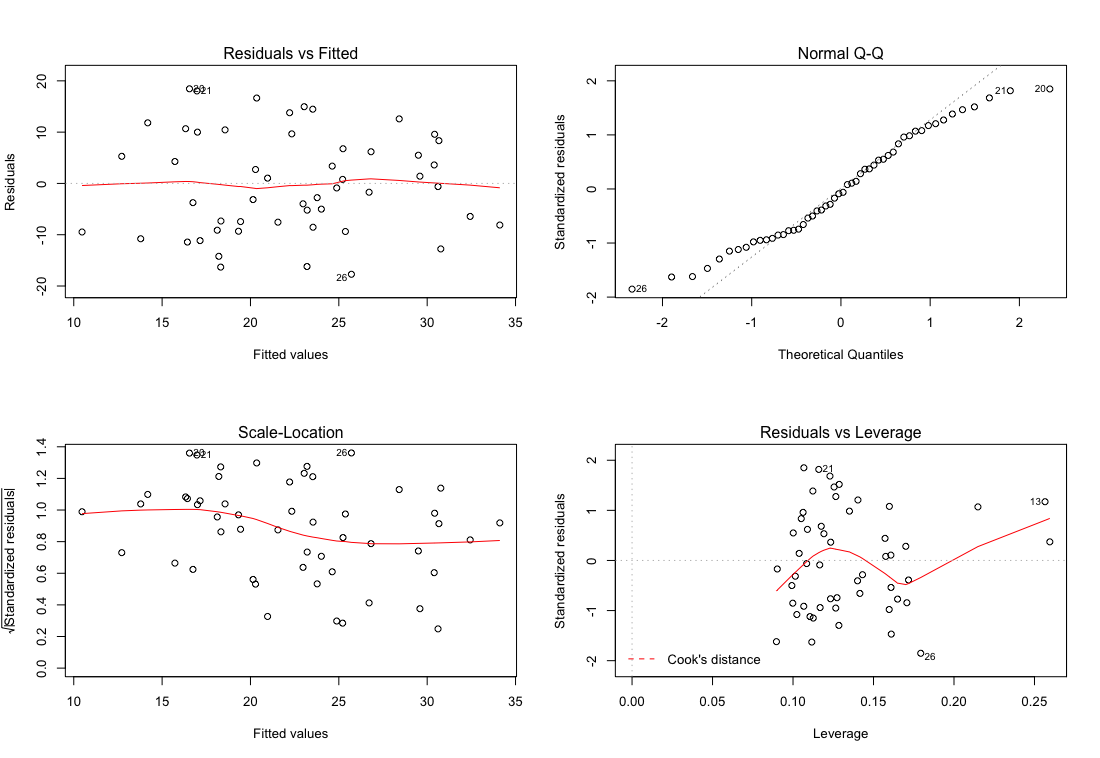 Residuals vs Fitted
20
10
0
-10
-20
Residuals
20
21
26
10 15 20 25 30 35
Fitted values
Normal Q-Q
2
1
0
-1
-2
Standardized residuals
21
20
26
-2 -1 0 1 2
Theoretical Quantiles
Scale-Location
1.4
1.2
1.0
0.8
0.6
0.4
0.2
0.0
√|Standardized residuals|
20
21
26
10 15 20 25 30 35
Fitted values
Residuals vs Leverage
2
1
0
-1
-2
Standardized residuals
21
13
26
Cook's distance
0.00 0.05 0.10 0.15 0.20 0.25
Leverage